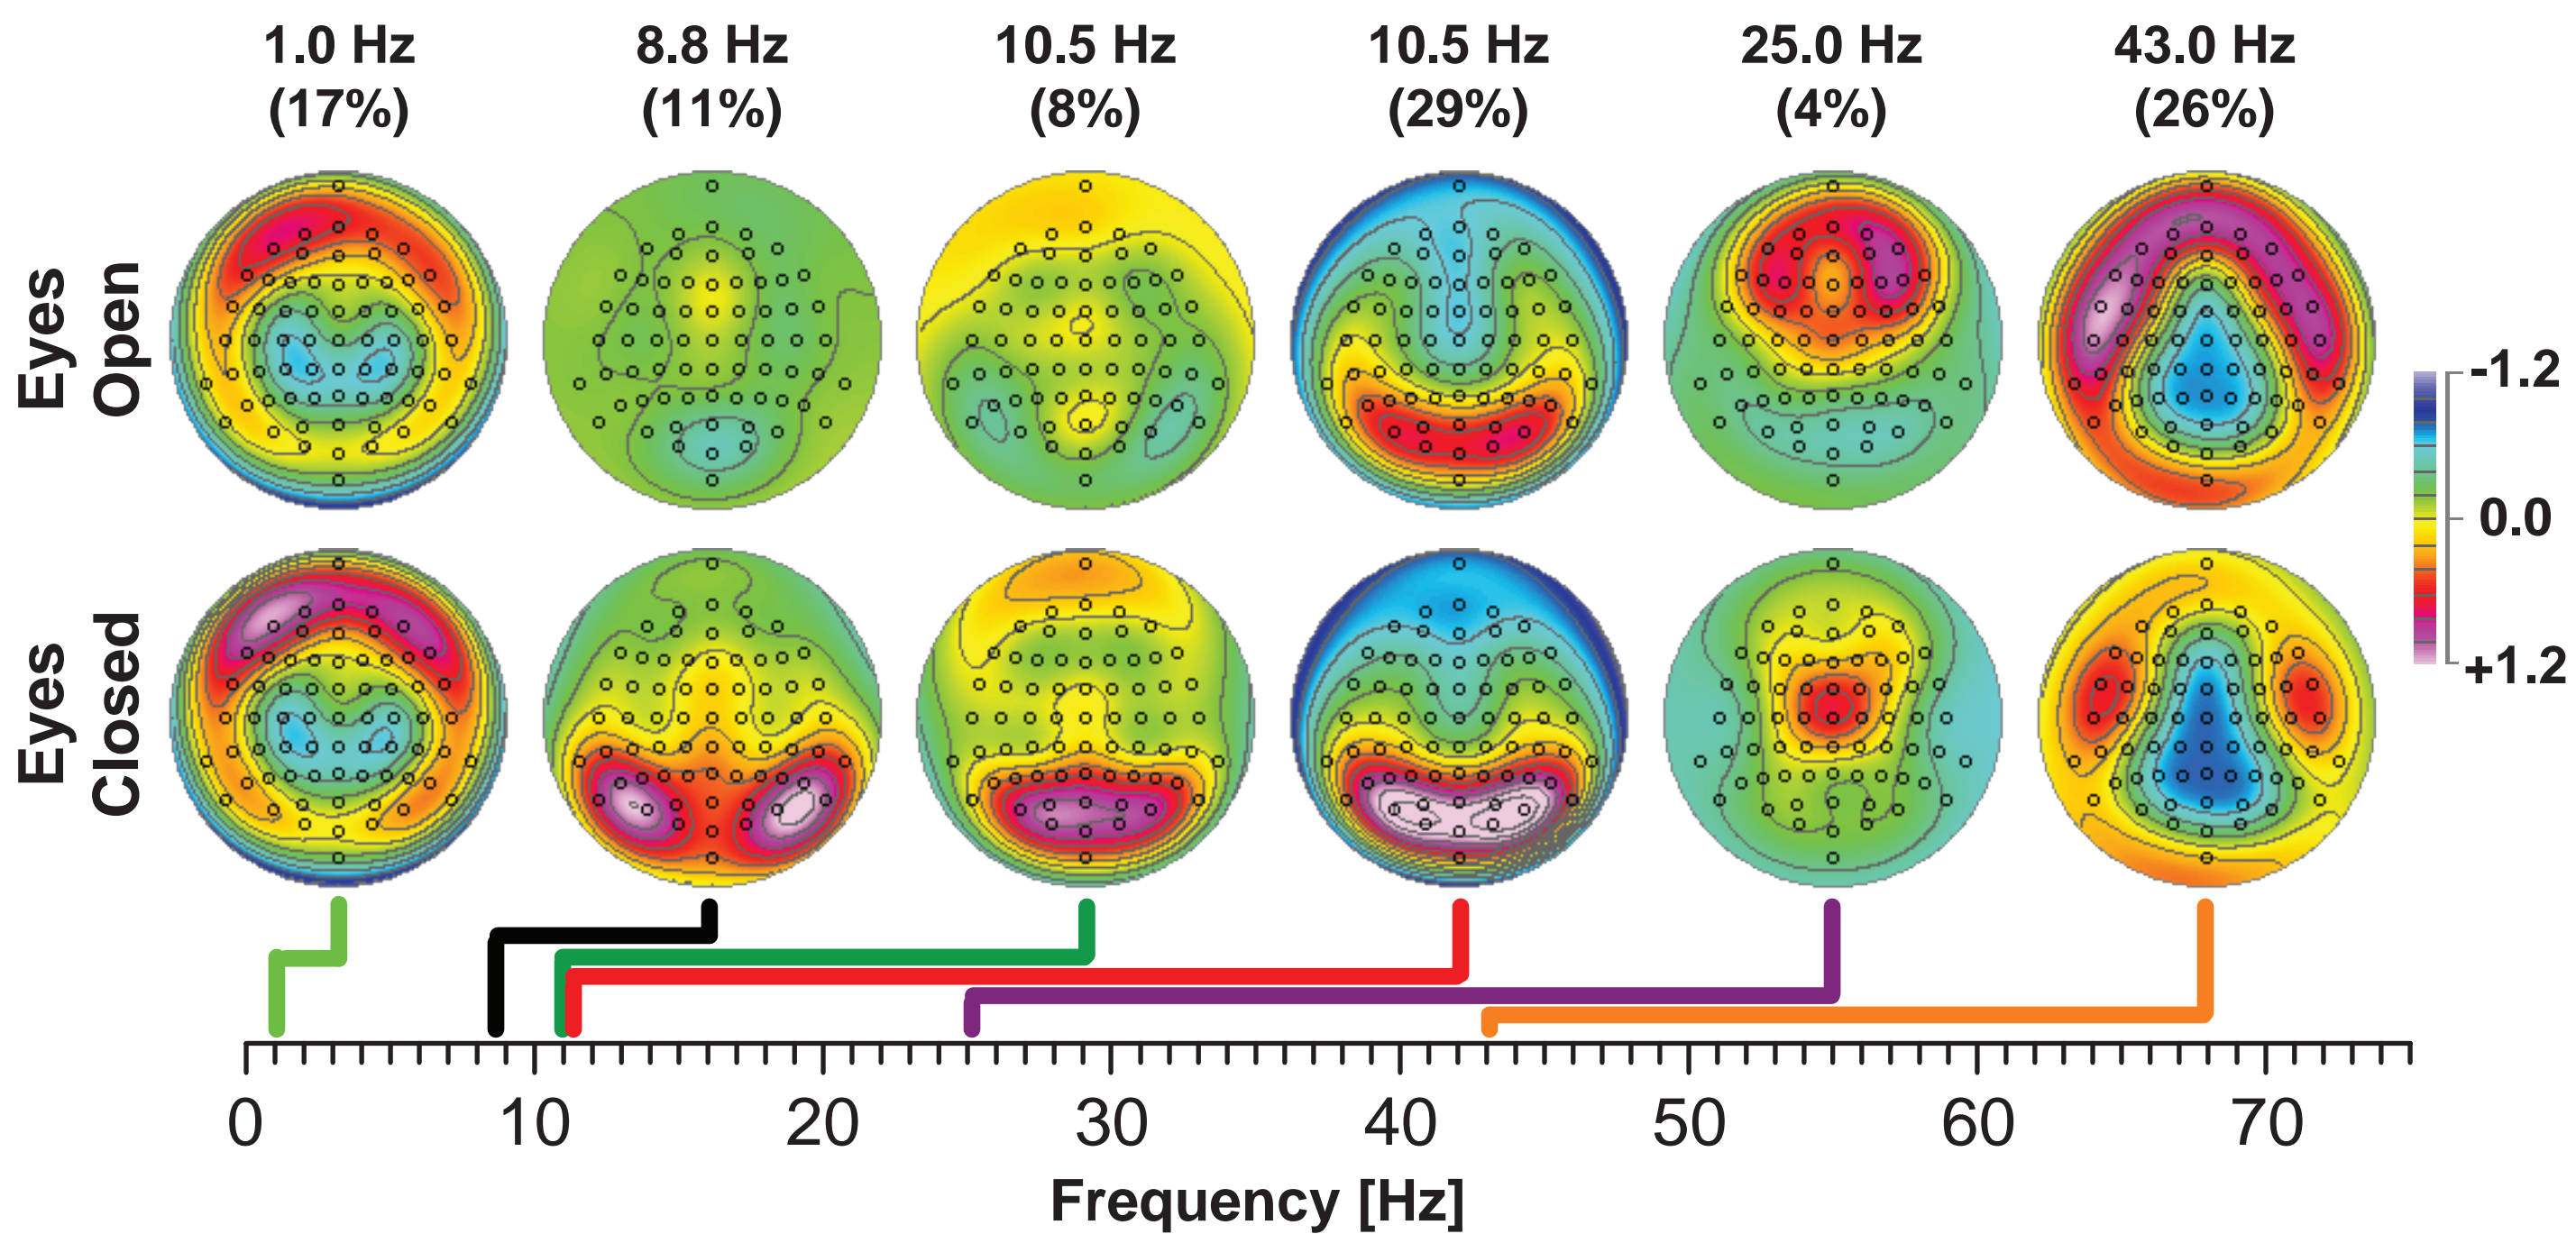 1.0 Hz 8.8 Hz 10.5 Hz 10.5 Hz 25.0 Hz 43.0 Hz
(17%) (11%) (8%) (29%) (4%) (26%)
Eyes
Open
-1.2
0.0
+1.2
Eyes
Closed
0 10 20 30 40 50 60 70
Frequency [Hz]